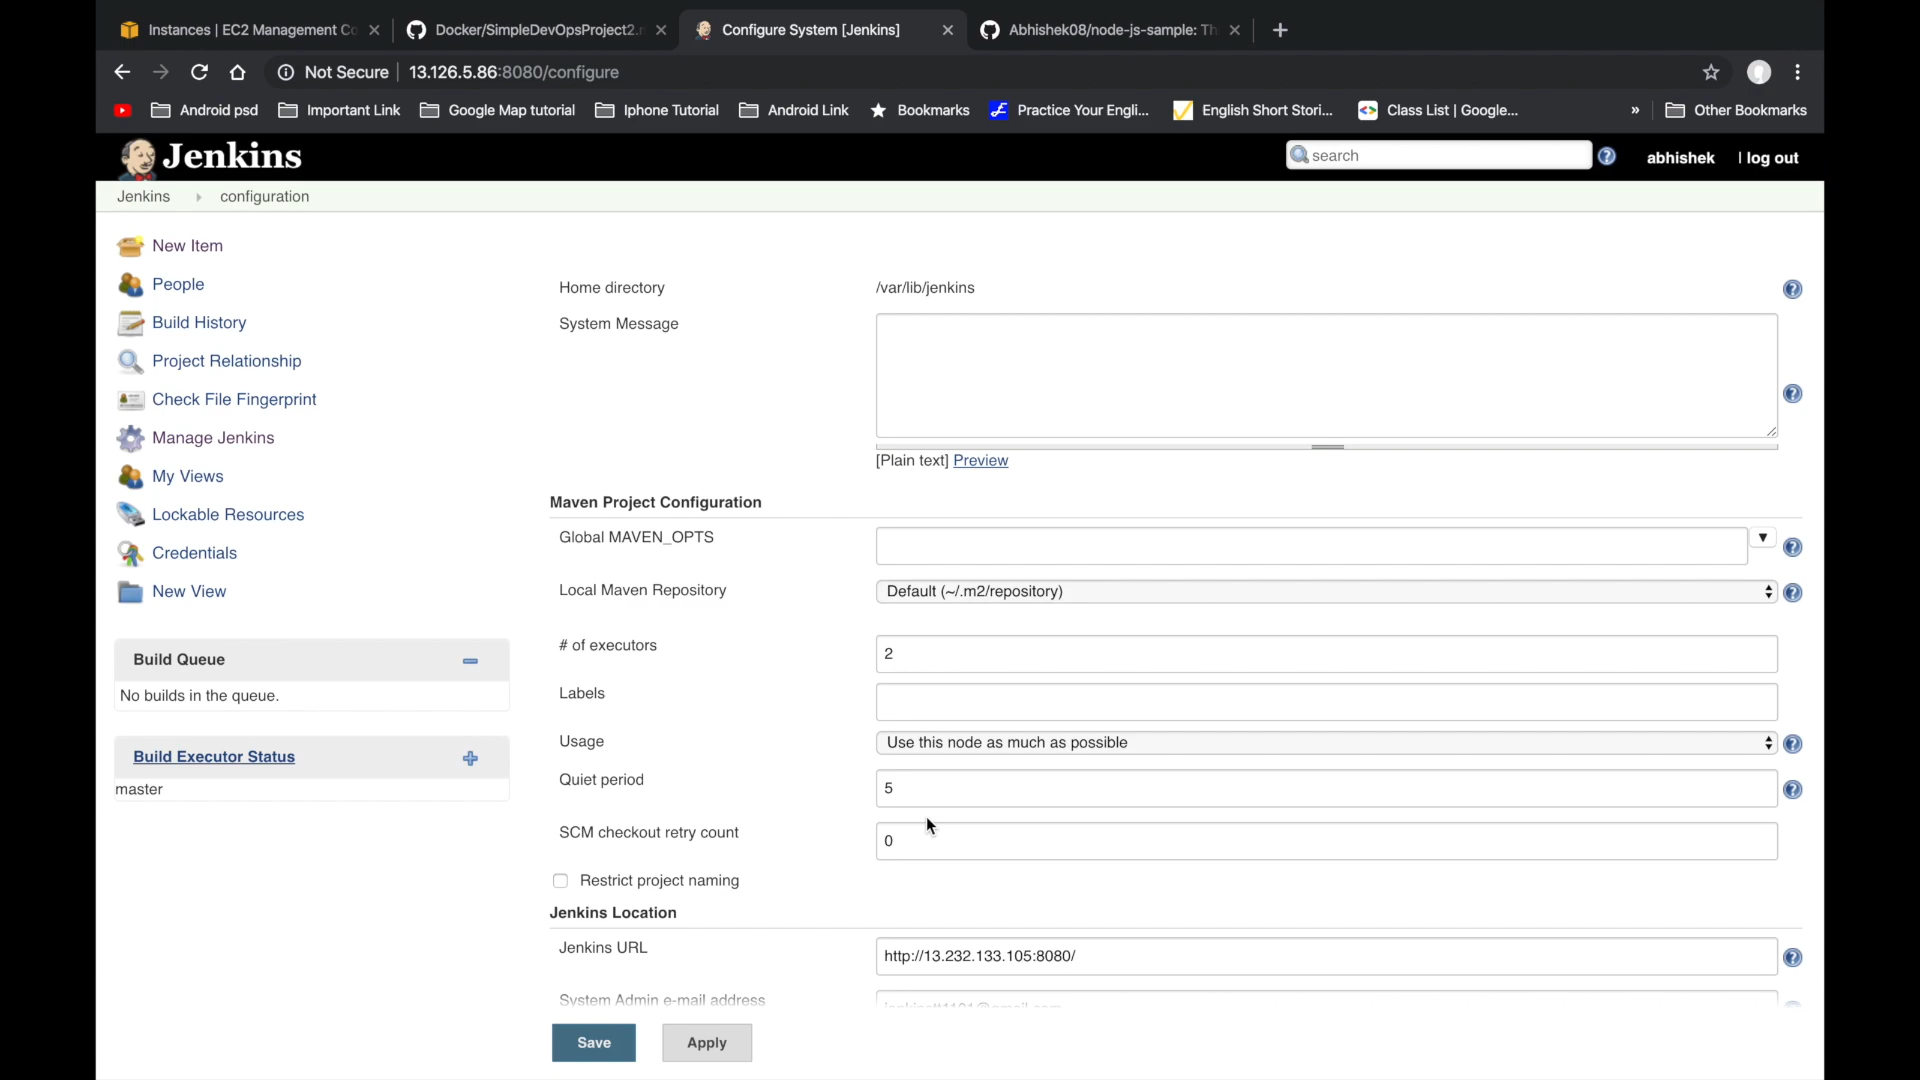 Instances | EC2 Management Co
Docker/SimpleDevOpsProject2.m
Configure System [Jenkins]
Abhishek08/node-js-sample: Th
Not Secure
13.126.5.86:8080/configure
Android psd
Important Link
Google Map tutorial
Iphone Tutorial
Android Link
Bookmarks
Practice Your Engli...
English Short Stori...
Class List | Google...
»
Other Bookmarks
Jenkins
search
abhishek
| log out
Jenkins
configuration
New Item
People
Build History
Project Relationship
Check File Fingerprint
Manage Jenkins
My Views
Lockable Resources
Credentials
New View
Build Queue
No builds in the queue.
Build Executor Status
master
Home directory
/var/lib/jenkins
System Message
[Plain text] Preview
Maven Project Configuration
Global MAVEN_OPTS
Local Maven Repository
Default (~/.m2/repository)
# of executors
2
Labels
Usage
Use this node as much as possible
Quiet period
5
SCM checkout retry count
0
Restrict project naming
Jenkins Location
Jenkins URL
http://13.232.133.105:8080/
System Admin e-mail address
Save
Apply